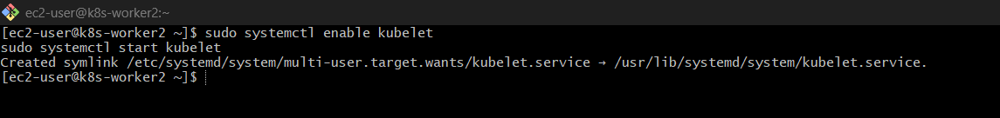 ec2-user@k8s-worker2:~
[ec2-user@k8s-worker2 ~]$ sudo systemctl enable kubelet
sudo systemctl start kubelet
Created symlink /etc/systemd/system/multi-user.target.wants/kubelet.service → /usr/lib/systemd/system/kubelet.service.
[ec2-user@k8s-worker2 ~]$